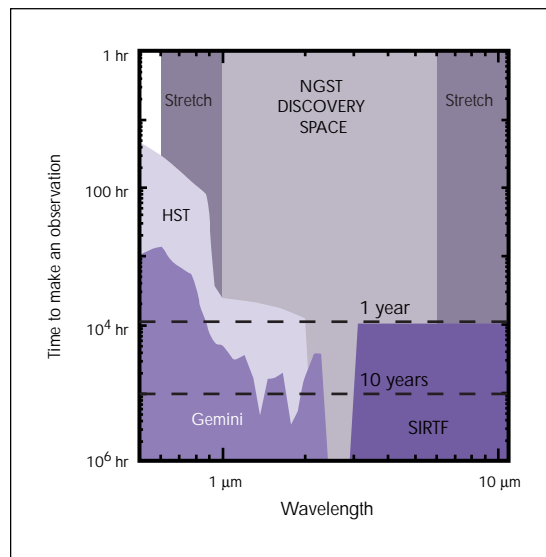 1 hr
Stretch
NGST
DISCOVERY
SPACE
Stretch
100 hr
HST
Time to make an observation
1 year
10⁴ hr
10 years
Gemini
SIRTF
10⁶ hr
1 µm
10 µm
Wavelength